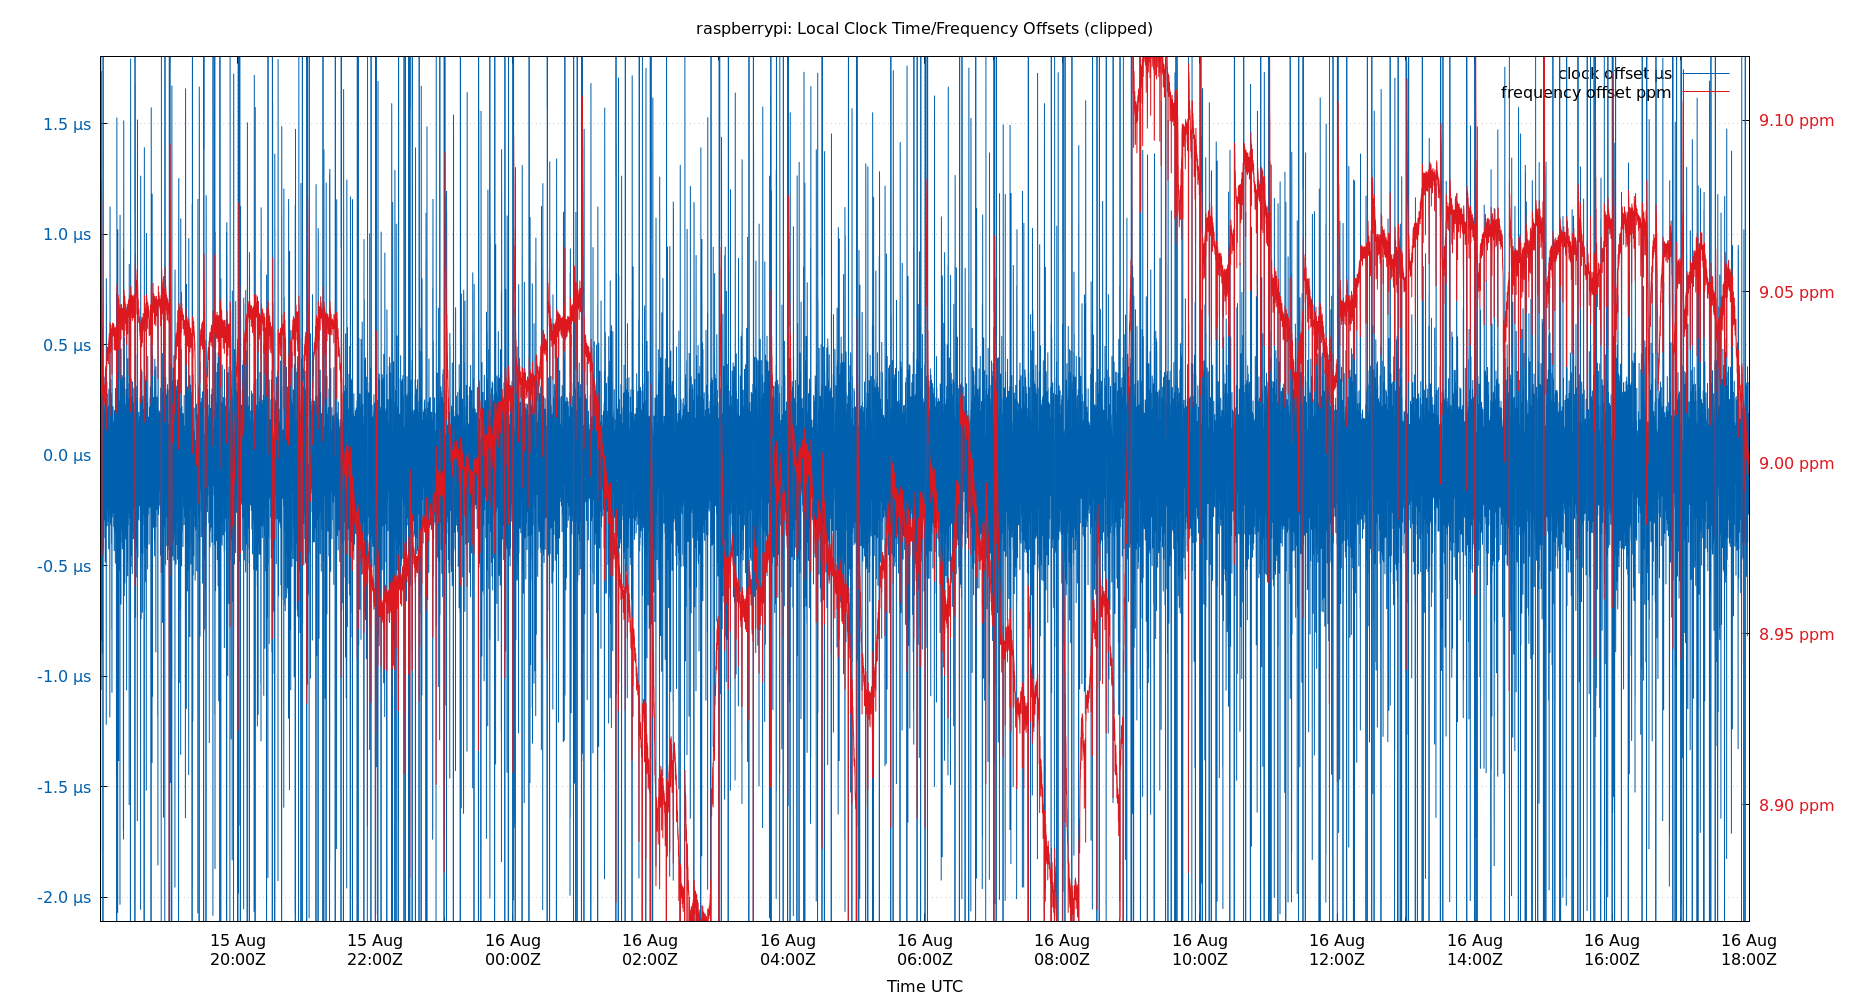 raspberrypi: Local Clock Time/Frequency Offsets (clipped)
clock offset µs
frequency offset ppm
1.5 µs
1.0 µs
0.5 µs
0.0 µs
-0.5 µs
-1.0 µs
-1.5 µs
-2.0 µs
9.10 ppm
9.05 ppm
9.00 ppm
8.95 ppm
8.90 ppm
15 Aug 15 Aug 16 Aug 16 Aug 16 Aug 16 Aug 16 Aug 16 Aug 16 Aug 16 Aug 16 Aug 16 Aug
20:00Z 22:00Z 00:00Z 02:00Z 04:00Z 06:00Z 08:00Z 10:00Z 12:00Z 14:00Z 16:00Z 18:00Z
Time UTC